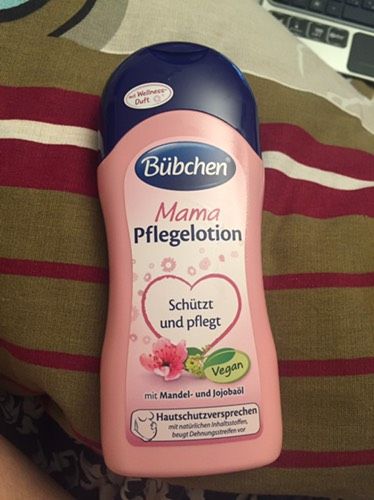 mit Wellness-
Duft
Bübchen®
Mama
Pflegelotion
Schützt
und pflegt
Vegan
mit Mandel- und Jojobaöl
Hautschutzversprechen
mit natürlichen Inhaltsstoffen,
beugt Dehnungsstreifen vor